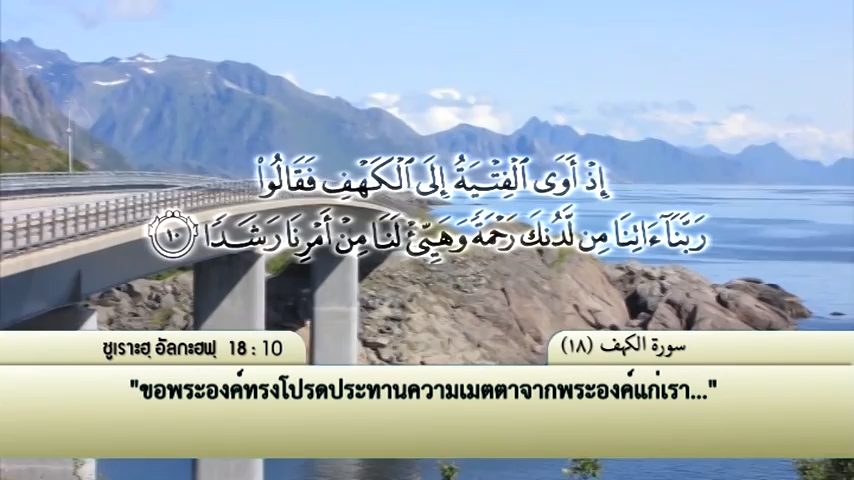 إِذْ أَوَى ٱلْفِتْيَةُ إِلَى ٱلْكَهْفِ فَقَالُوا۟
رَبَّنَآ ءَاتِنَا مِن لَّدُنكَ رَحْمَةً وَهَيِّئْ لَنَا مِنْ أَمْرِنَا رَشَدًا ١٠
ซูเราะฮฺ อัลกะฮฟฺ 18 : 10
سورة الكهف (١٨)
"ขอพระองค์ทรงโปรดประทานความเมตตาจากพระองค์แก่เรา..."